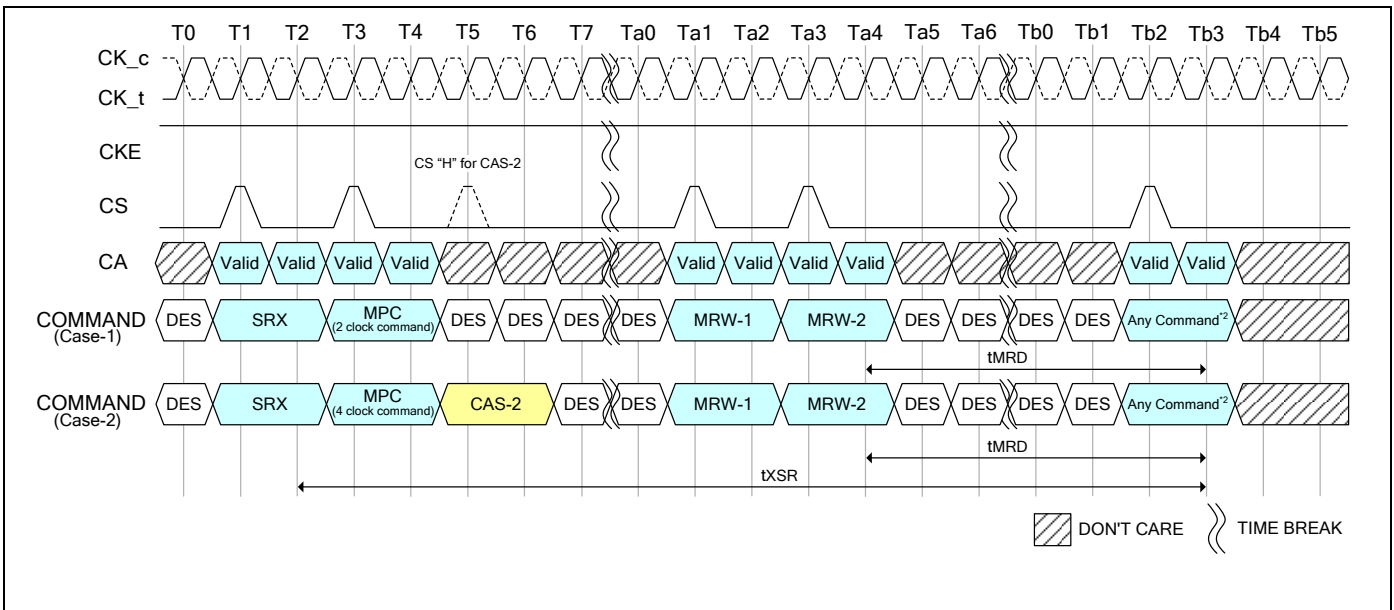 T0 T1 T2 T3 T4 T5 T6 T7 Ta0 Ta1 Ta2 Ta3 Ta4 Ta5 Ta6 Tb0 Tb1 Tb2 Tb3 Tb4 Tb5
CK_c
CK_t
CKE
CS "H" for CAS-2
CS
CA Valid Valid Valid Valid Valid Valid Valid Valid Valid Valid
COMMAND (Case-1) DES SRX MPC (2 clock command) DES DES DES DES MRW-1 MRW-2 DES DES DES DES Any Command*2
tMRD
COMMAND (Case-2) DES SRX MPC (4 clock command) CAS-2 DES DES MRW-1 MRW-2 DES DES DES DES Any Command*2
tMRD
tXSR
DON'T CARE TIME BREAK